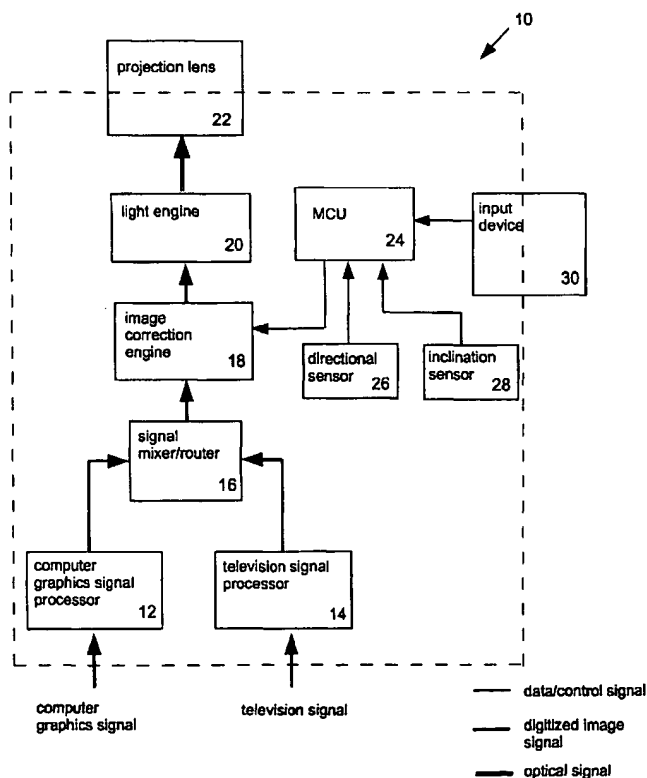 10
projection lens
22
light engine
20
MCU
24
input
device
30
image
correction
engine
18
directional
sensor
26
inclination
sensor
28
signal
mixer/router
16
computer
graphics signal
processor
12
television signal
processor
14
computer
graphics signal
television signal
data/control signal
digitized image
signal
optical signal